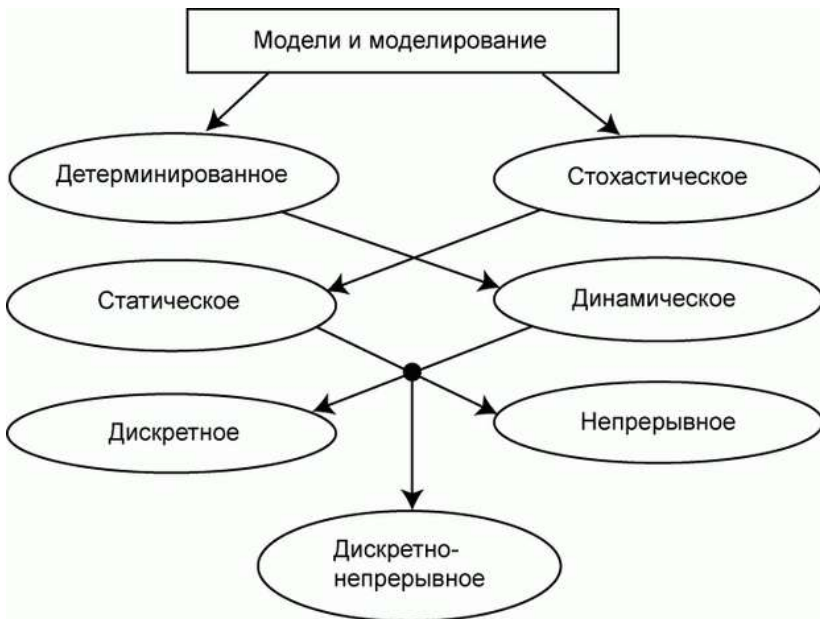 Модели и моделирование
Детерминированное
Стохастическое
Статическое
Динамическое
Дискретное
Непрерывное
Дискретно-
непрерывное